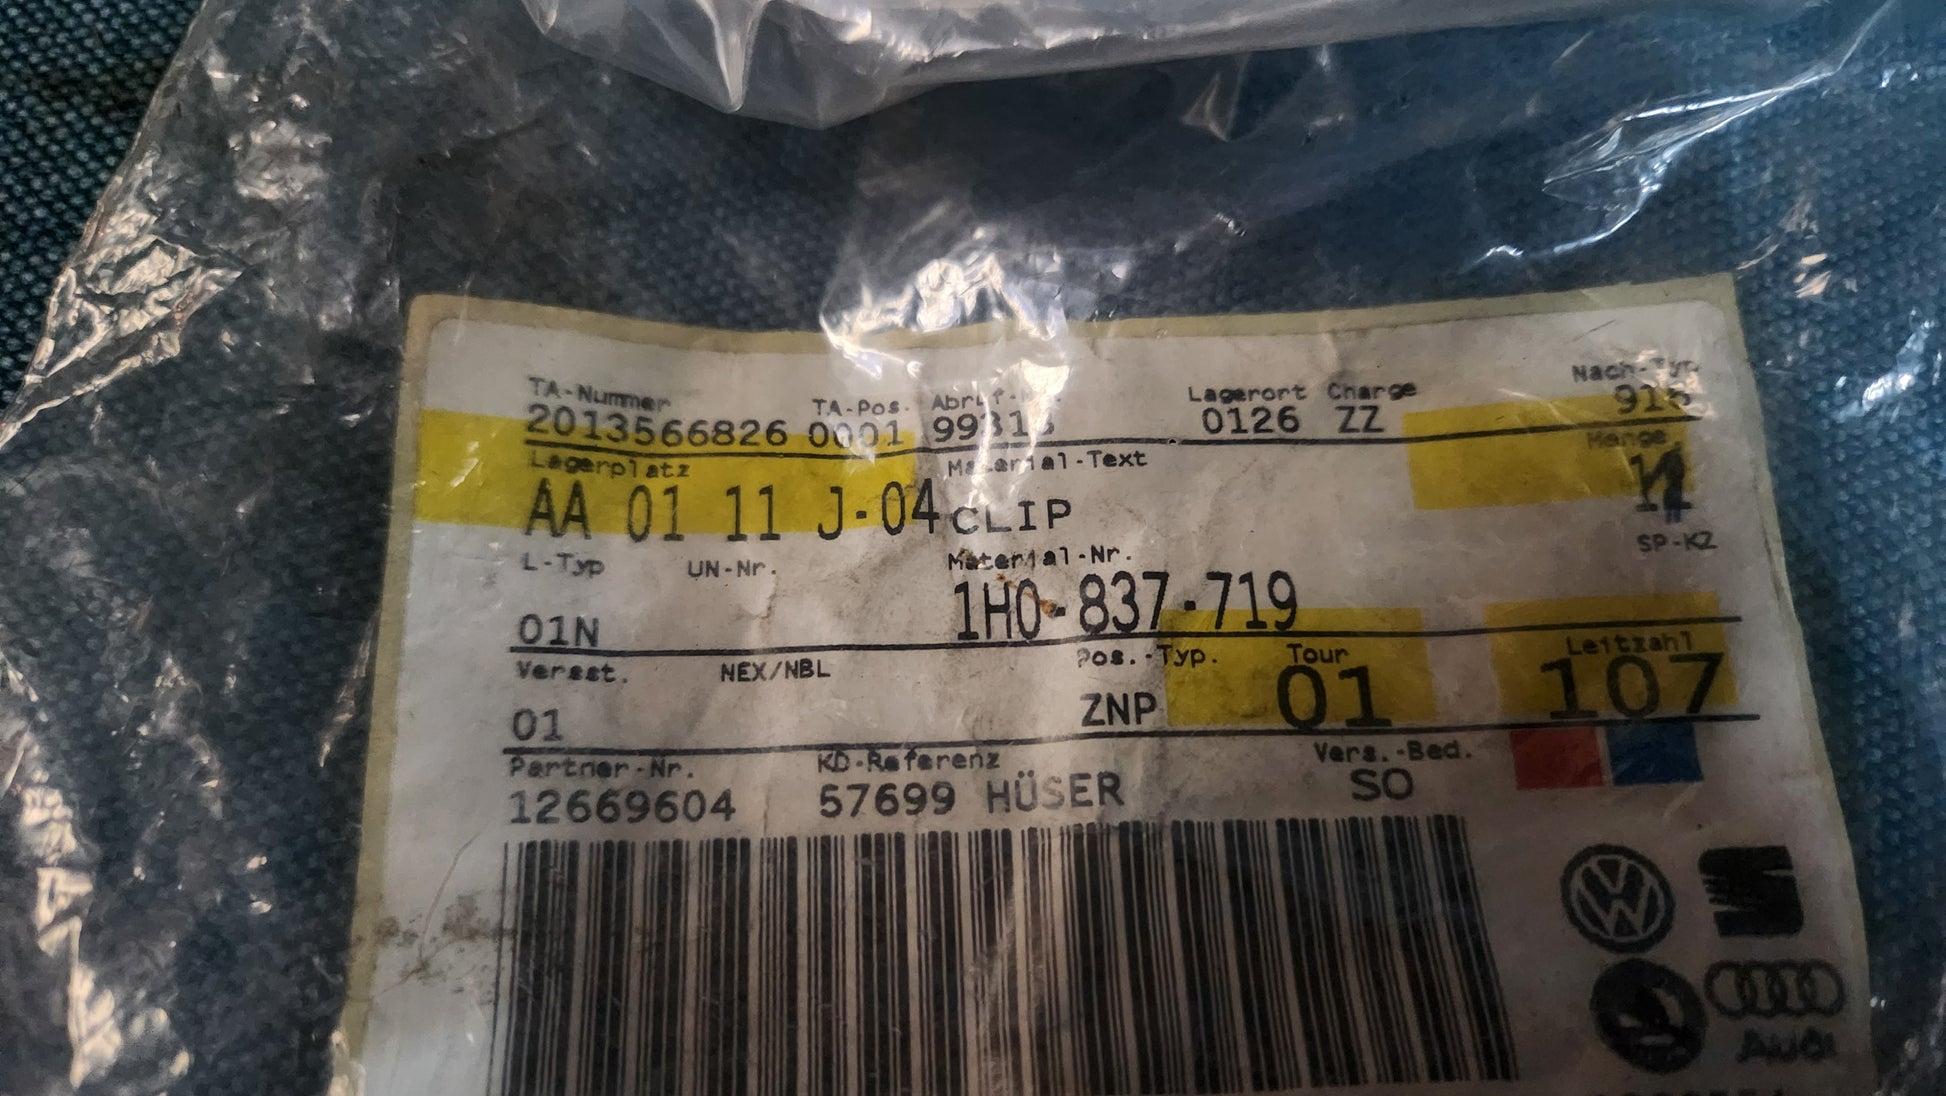 TA-Nummer TA-Pos. Lagerort Charge Nach-Typ
2013566826 0001 0126 ZZ
Lagerplatz Material-Text Menge
AA 01 11 J-04 CLIP
L-Typ UN-Nr. Material-Nr. SP-KZ
01N 1H0-837-719
Versst. NEX/NBL Pos.-Typ. Tour Leitzahl
01 ZNP 01 107
Partner-Nr. KD-Referenz Vers.-Bed.
12669604 57699 HÜSER SO
AUDI